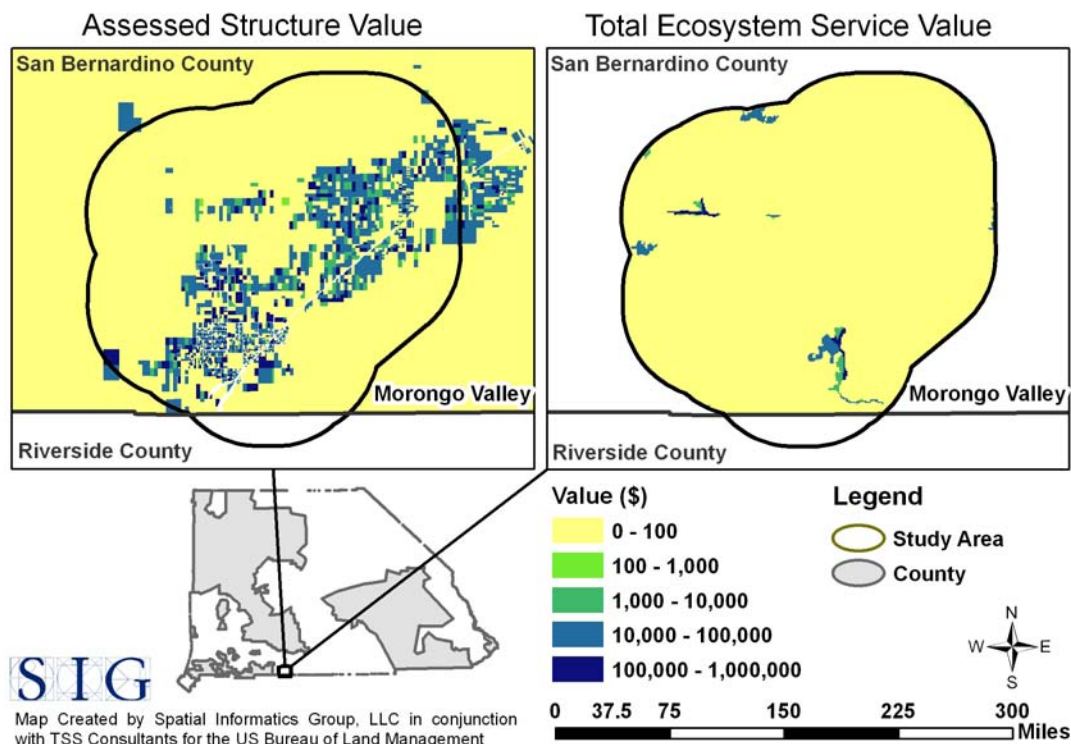 Assessed Structure Value
Total Ecosystem Service Value
San Bernardino County
Morongo Valley
Riverside County
San Bernardino County
Morongo Valley
Riverside County
Value ($)
0 - 100
100 - 1,000
1,000 - 10,000
10,000 - 100,000
100,000 - 1,000,000
Legend
Study Area
County
N
W E
S
SIG
Map Created by Spatial Informatics Group, LLC in conjunction
with TSS Consultants for the US Bureau of Land Management
0 37.5 75 150 225 300
Miles